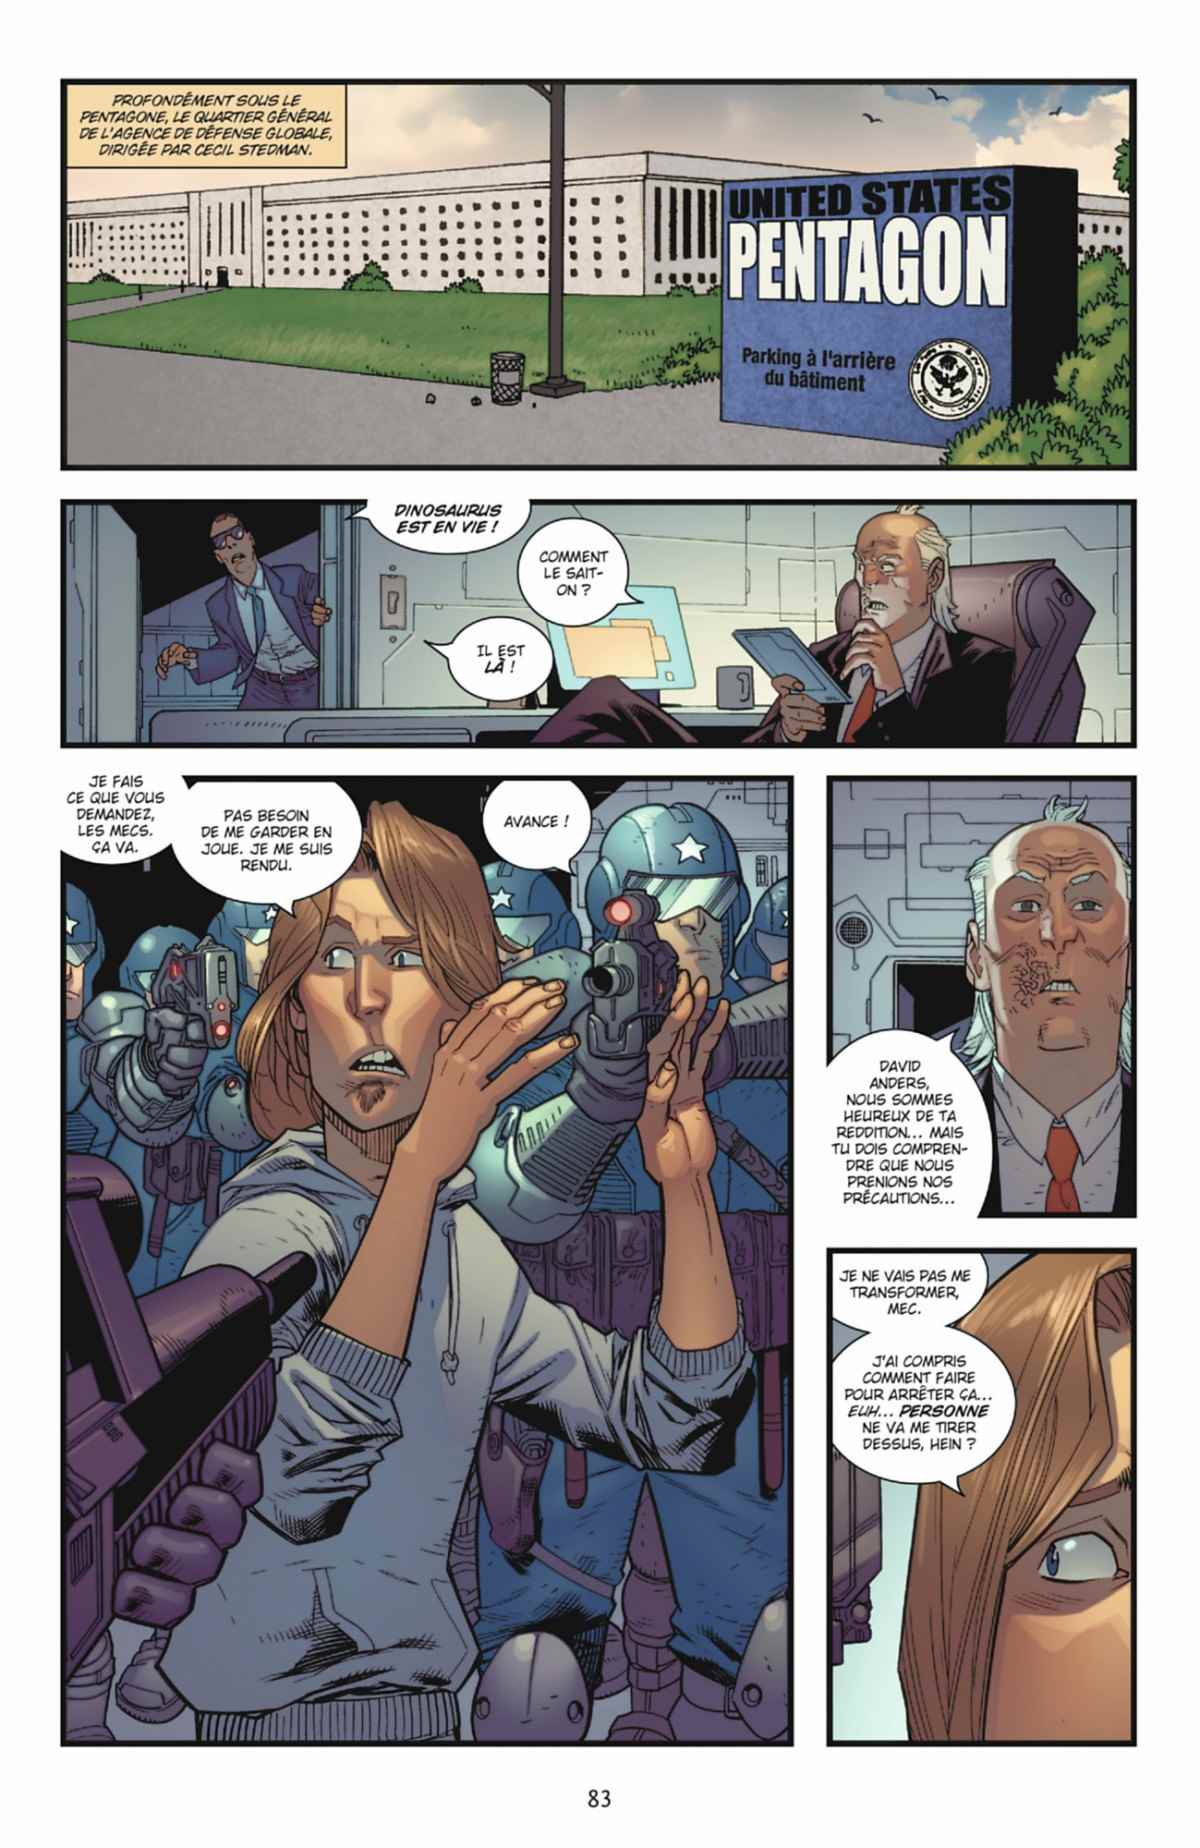 PROFONDÉMENT SOUS LE
PENTAGONE, LE QUARTIER GÉNÉRAL
DE L'AGENCE DE DÉFENSE GLOBALE,
DIRIGÉE PAR CECIL STEDMAN.
UNITED STATES
PENTAGON
Parking à l'arrière
du bâtiment
DINOSAURUS
EST EN VIE !
COMMENT
LE SAIT-
ON ?
IL EST
LÀ !
JE FAIS
CE QUE VOUS
DEMANDEZ,
LES MECS.
ÇA VA.
PAS BESOIN
DE ME GARDER EN
JOUE. JE ME SUIS
RENDU.
AVANCE !
DAVID
ANDERS,
NOUS SOMMES
HEUREUX DE TA
REDDITION... MAIS
TU DOIS COMPREN-
DRE QUE NOUS
PRENIONS NOS
PRÉCAUTIONS...
JE NE VAIS PAS ME
TRANSFORMER,
MEC.
J'AI COMPRIS
COMMENT FAIRE
POUR ARRÊTER ÇA...
EUH... PERSONNE
NE VA ME TIRER
DESSUS, HEIN ?
83